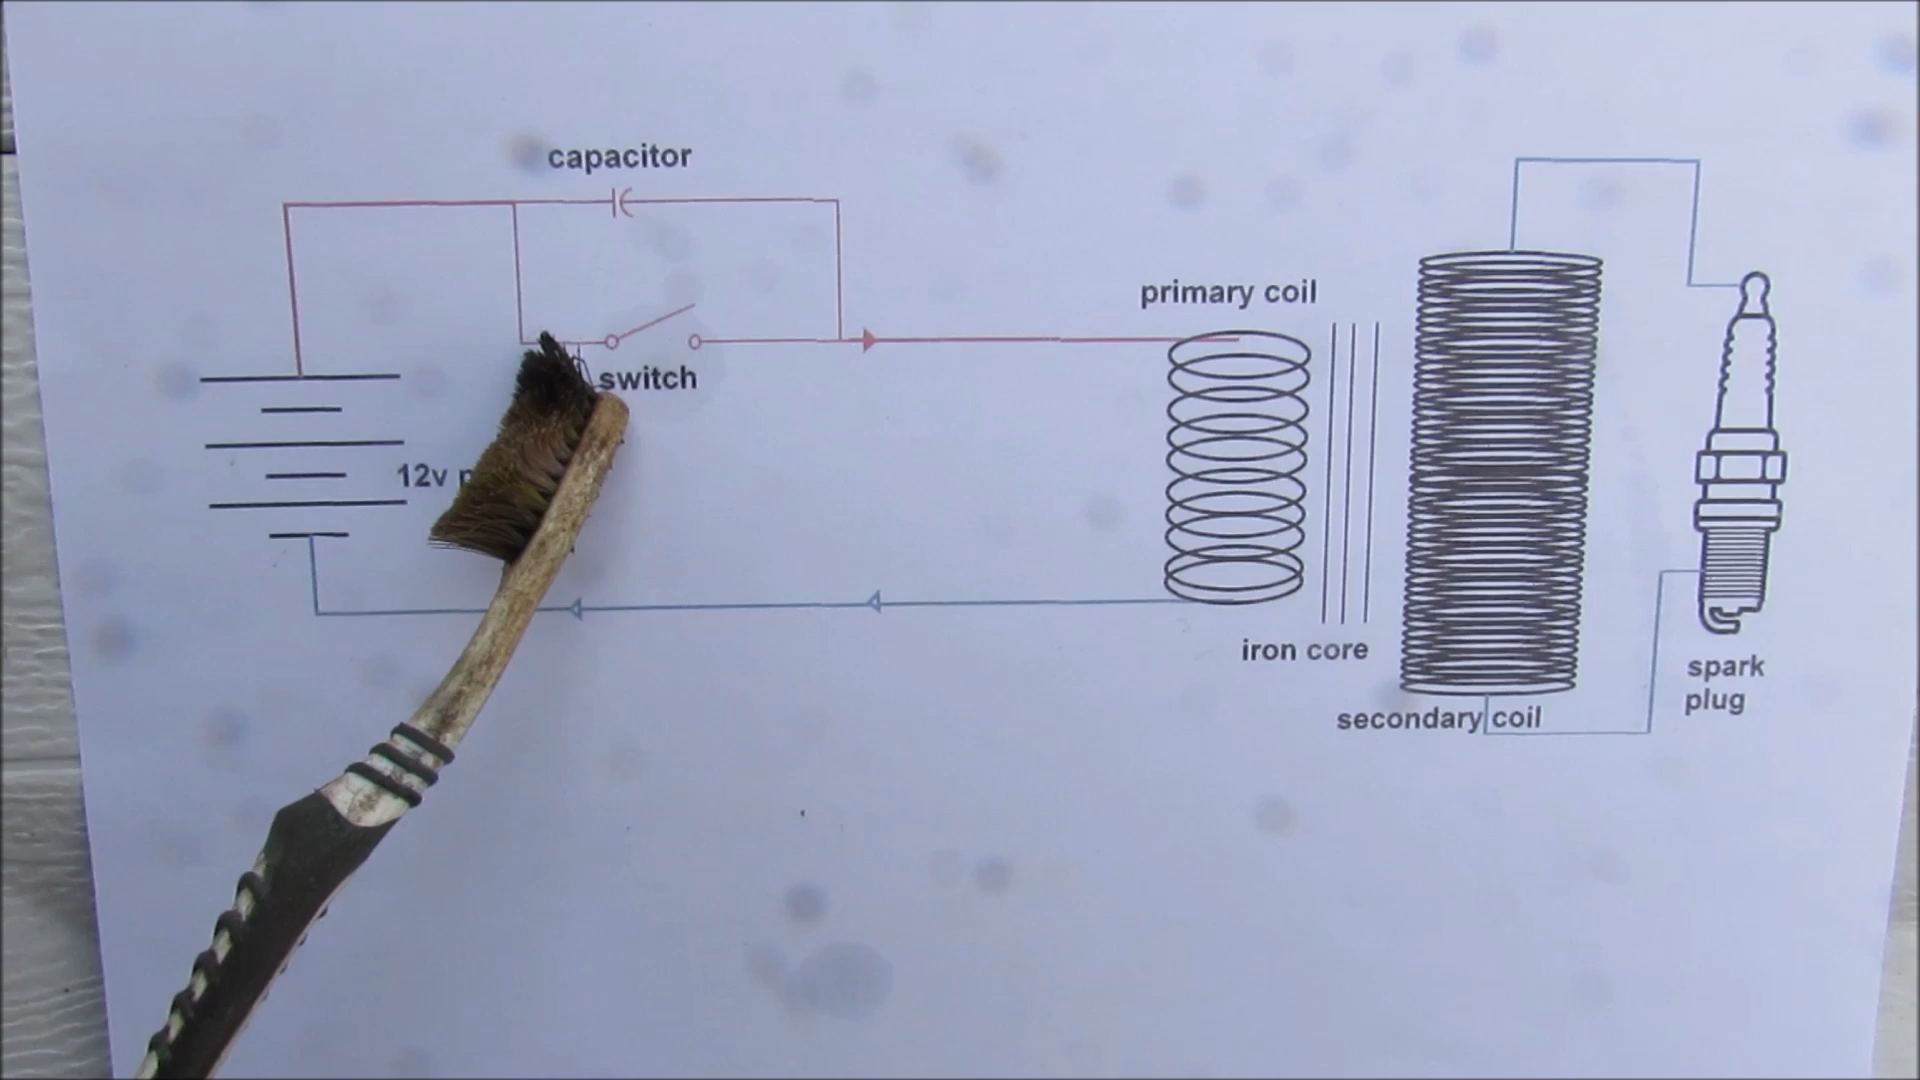 capacitor
primary coil
switch
12v
iron core
spark
plug
secondary coil